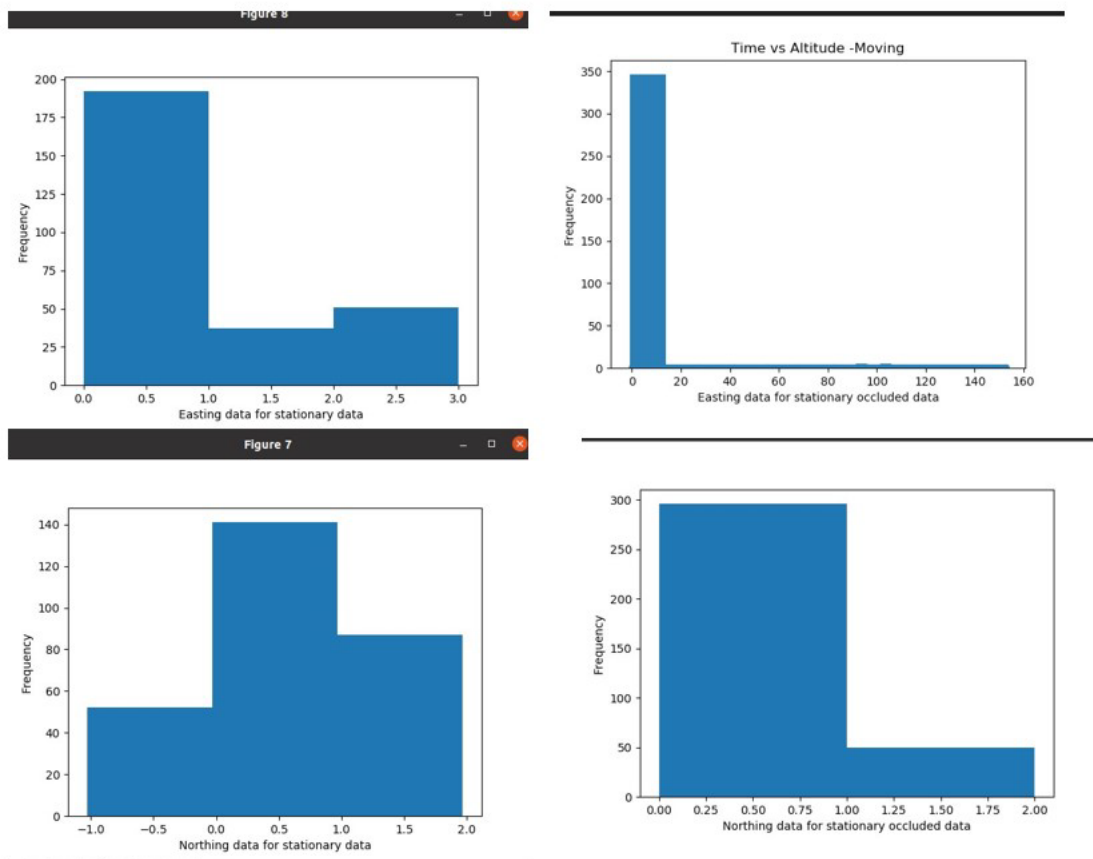 Figure 8
200
175
150
125
100
75
50
25
0
Frequency
0.0 0.5 1.0 1.5 2.0 2.5 3.0
Easting data for stationary data
Time vs Altitude -Moving
350
300
250
200
150
100
50
0
Frequency
0 20 40 60 80 100 120 140 160
Easting data for stationary occluded data
Figure 7
140
120
100
80
60
40
20
0
Frequency
−1.0 −0.5 0.0 0.5 1.0 1.5 2.0
Northing data for stationary data
300
250
200
150
100
50
0
Frequency
0.00 0.25 0.50 0.75 1.00 1.25 1.50 1.75 2.00
Northing data for stationary occluded data